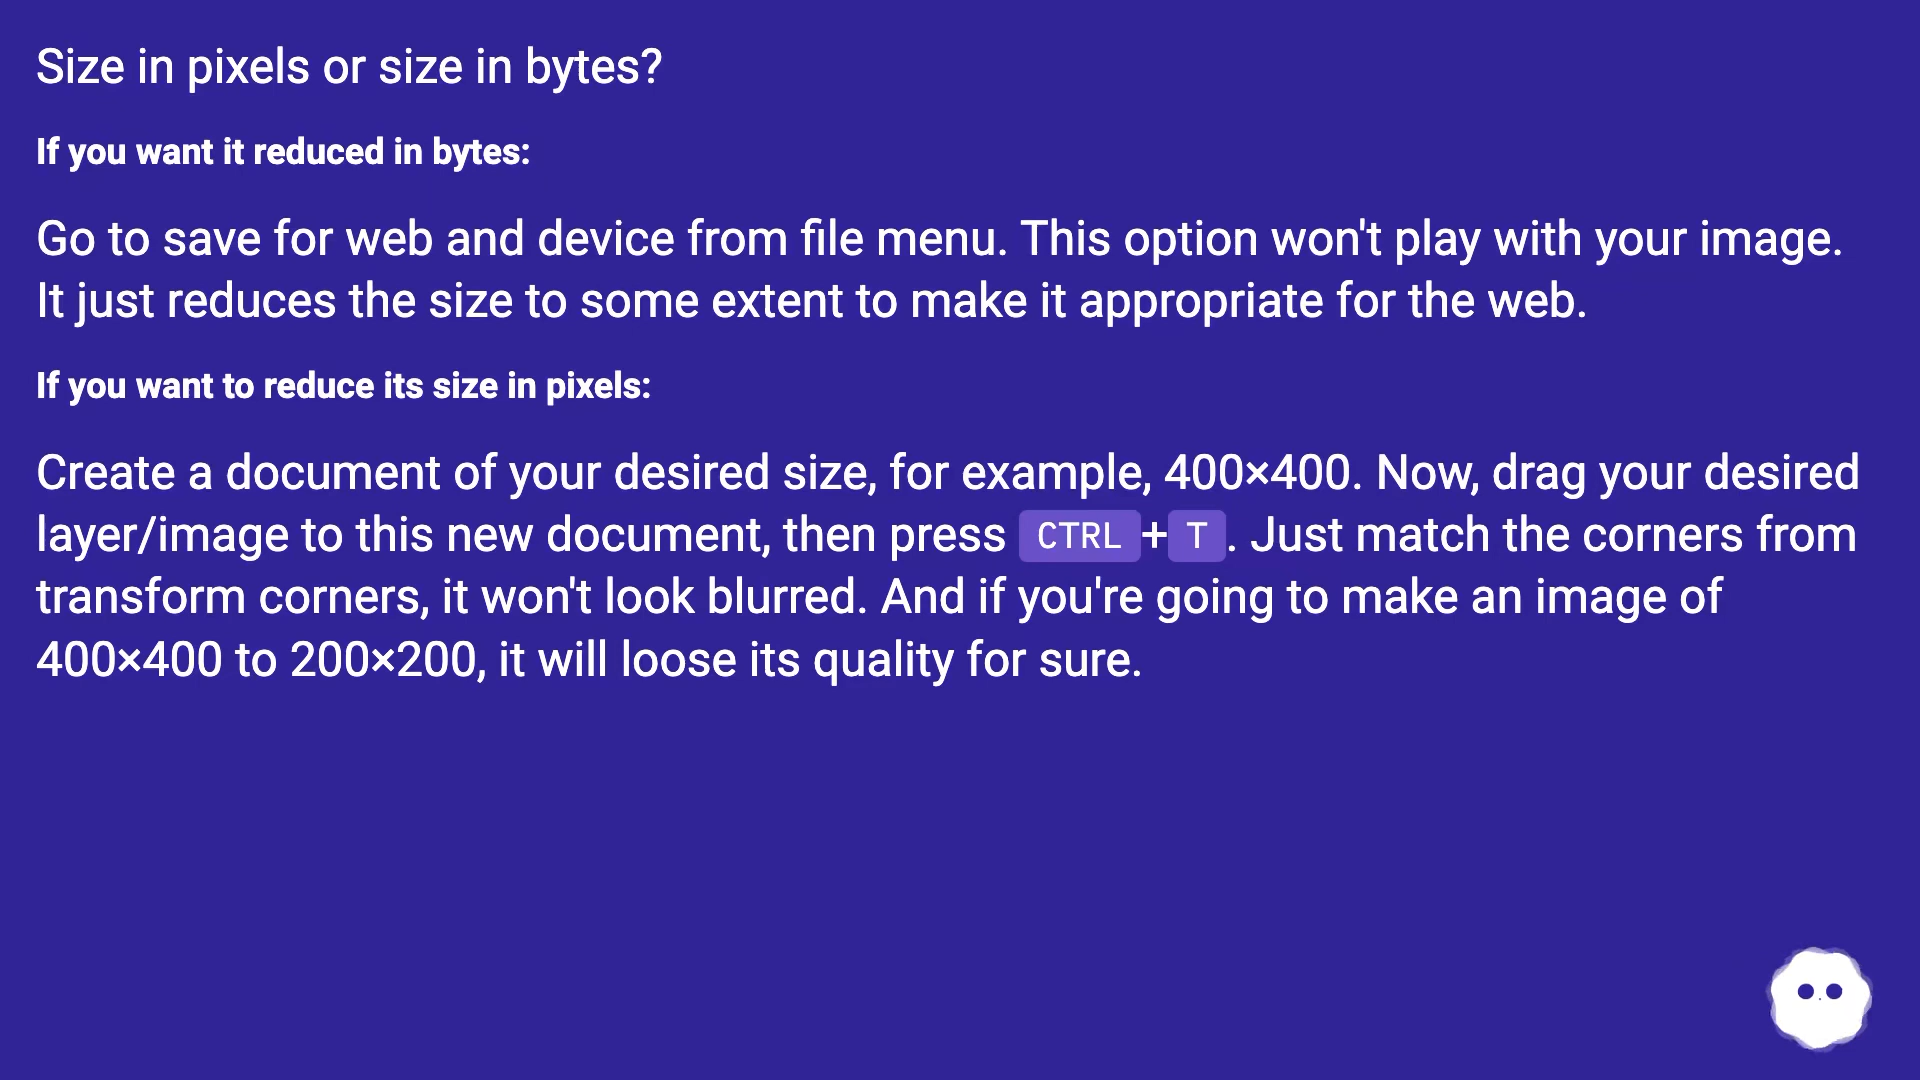 Size in pixels or size in bytes?
If you want it reduced in bytes:
Go to save for web and device from file menu. This option won't play with your image.
It just reduces the size to some extent to make it appropriate for the web.
If you want to reduce its size in pixels:
Create a document of your desired size, for example, 400×400. Now, drag your desired
layer/image to this new document, then press CTRL+T. Just match the corners from
transform corners, it won't look blurred. And if you're going to make an image of
400×400 to 200×200, it will loose its quality for sure.